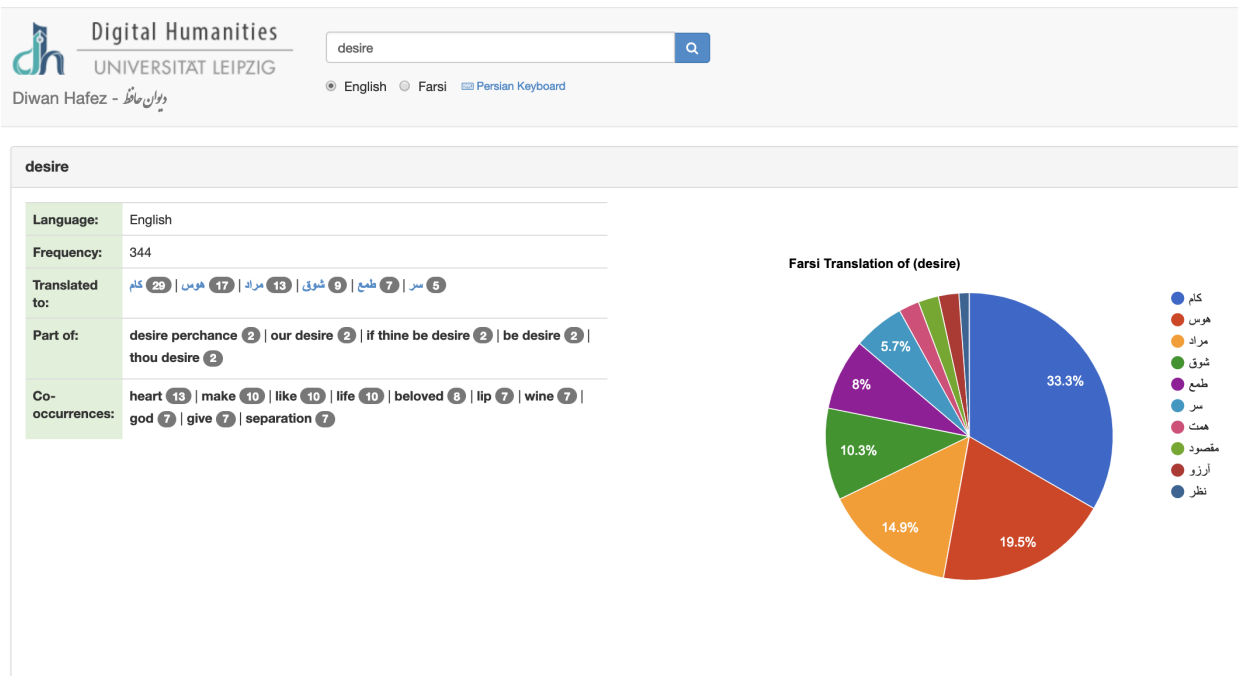 Digital Humanities
UNIVERSITÄT LEIPZIG
Diwan Hafez - دیوان حافظ
desire
English Farsi Persian Keyboard
desire
Language: English
Frequency: 344
Translated to: کام 29 | هوس 17 | مراد 13 | شوق 9 | طمع 7 | سر 5
Part of: desire perchance 2 | our desire 2 | if thine be desire 2 | be desire 2 |
thou desire 2
Co-occurrences: heart 13 | make 10 | like 10 | life 10 | beloved 8 | lip 7 | wine 7 |
god 7 | give 7 | separation 7
Farsi Translation of (desire)
33.3%
19.5%
14.9%
10.3%
8%
5.7%
کام
هوس
مراد
شوق
طمع
سر
همت
مقصود
آرزو
نظر